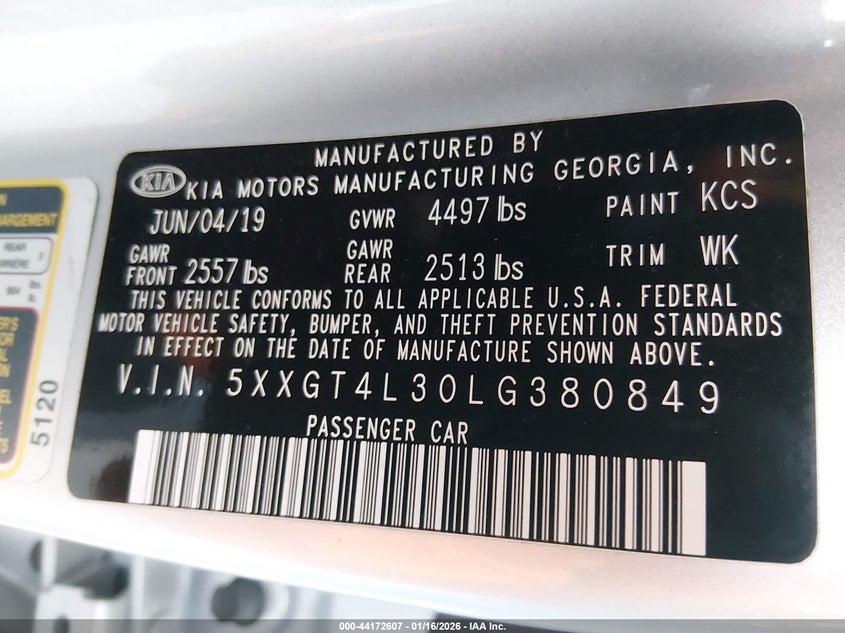 MANUFACTURED BY
KIA KIA MOTORS MANUFACTURING GEORGIA, INC.
JUN/04/19 GVWR 4497 lbs PAINT KCS
GAWR FRONT 2557 lbs GAWR REAR 2513 lbs TRIM WK
THIS VEHICLE CONFORMS TO ALL APPLICABLE U.S.A. FEDERAL
MOTOR VEHICLE SAFETY, BUMPER, AND THEFT PREVENTION STANDARDS
IN EFFECT ON THE DATE OF MANUFACTURE SHOWN ABOVE.
V.I.N. 5XXGT4L30LG380849
PASSENGER CAR
REAR 3
5120
000-44172607 - 01/16/2026 - IAA Inc.